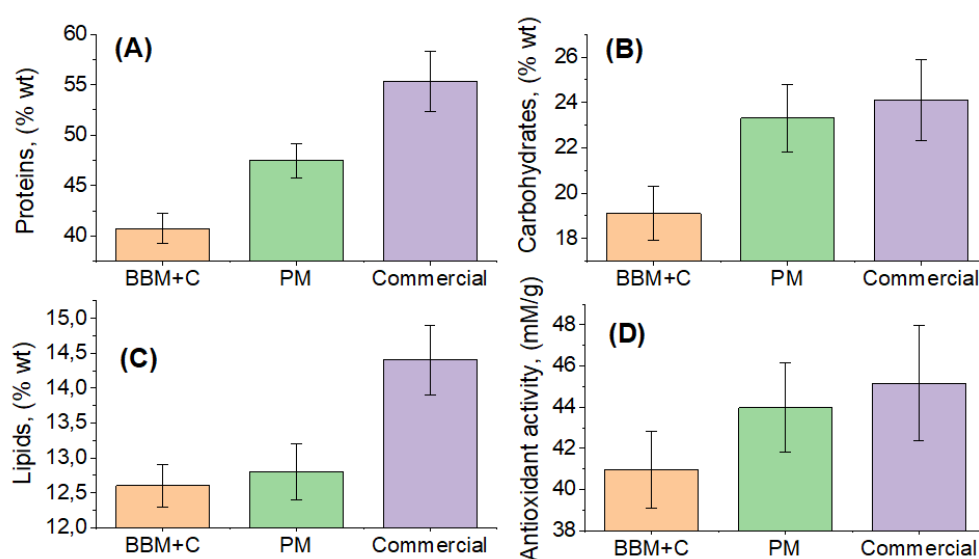 (A)
Proteins, (% wt)
60
55
50
45
40
BBM+C PM Commercial
(B)
Carbohydrates, (% wt)
26
24
22
20
18
BBM+C PM Commercial
(C)
Lipids, (% wt)
15,0
14,5
14,0
13,5
13,0
12,5
12,0
BBM+C PM Commercial
(D)
Antioxidant activity, (mM/g)
48
46
44
42
40
38
BBM+C PM Commercial